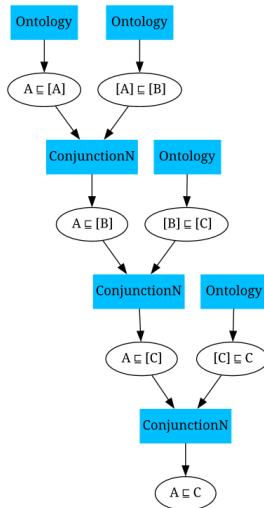 Ontology Ontology
A ⊑ [A] [A] ⊑ [B]
ConjunctionN Ontology
A ⊑ [B] [B] ⊑ [C]
ConjunctionN Ontology
A ⊑ [C] [C] ⊑ C
ConjunctionN
A ⊑ C